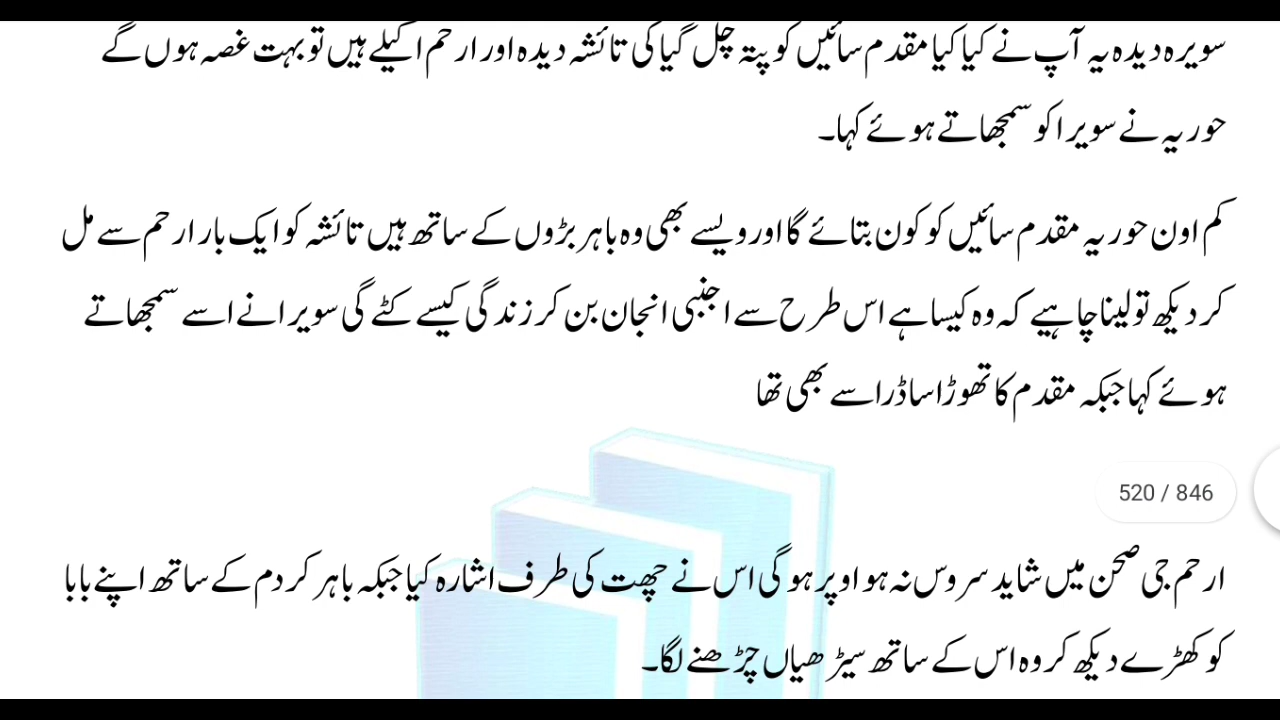 سویرہ دیدہ یہ آپ نے کیا کیا مقدم سائیں کو پتہ چل گیا کی تائشہ دیدہ اور ارحم اکیلے ہیں تو بہت غصہ ہوں گے
حوریہ نے سویرا کو سمجھاتے ہوئے کہا۔
کم اون حوریہ مقدم سائیں کو کون بتائے گا اور ویسے بھی وہ باہر بڑوں کے ساتھ ہیں تائشہ کو ایک بار ارحم سے مل
کر دیکھ تو لینا چاہیے کہ وہ کیسا ہے اس طرح سے اجنبی انجان بن کر زندگی کیسے کٹے گی سویرا نے اسے سمجھاتے
ہوئے کہا جبکہ مقدم کا تھوڑا سا ڈر اسے بھی تھا
520 / 846
ارحم جی صحن میں شاید سروس نہ ہو اوپر ہو گی اس نے چھت کی طرف اشارہ کیا جبکہ باہر کردم کے ساتھ اپنے بابا
کو کھڑے دیکھ کر وہ اس کے ساتھ سیڑھیاں چڑھنے لگا۔